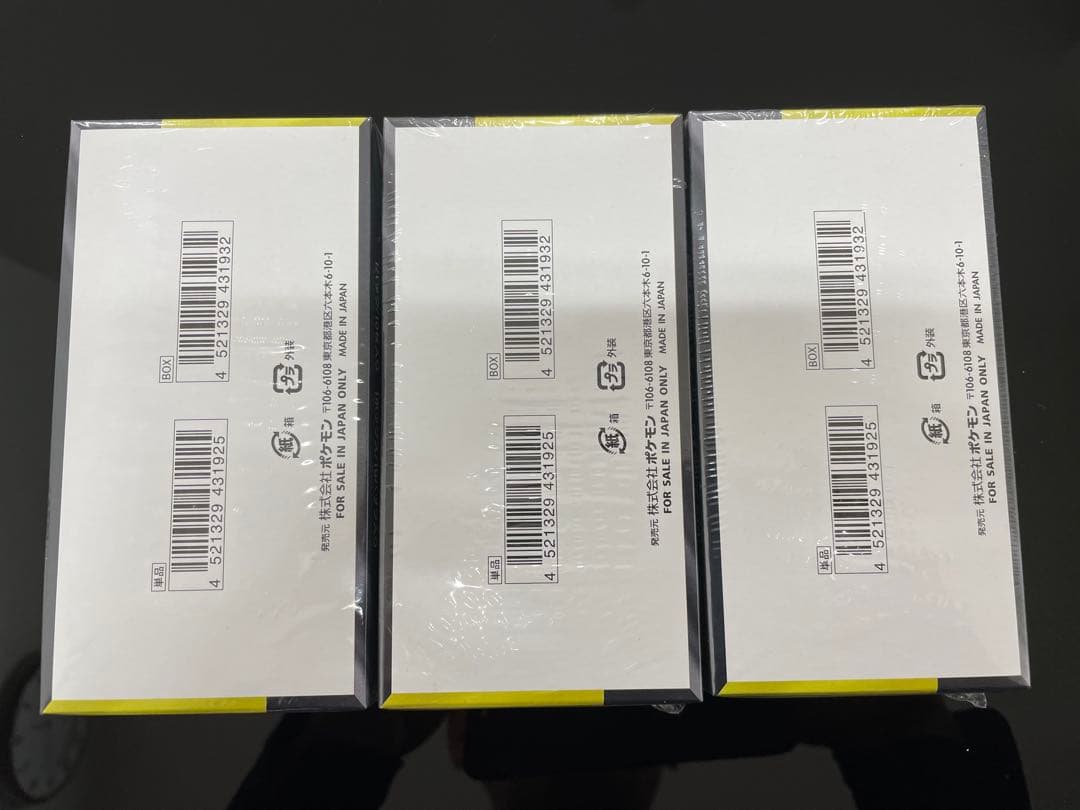 BOX
4 521329 431932
単品
4 521329 431925
プラ 外装
紙 箱
発売元 株式会社ポケモン 〒106-6108 東京都港区六本木6-10-1
FOR SALE IN JAPAN ONLY MADE IN JAPAN
BOX
4 521329 431932
単品
4 521329 431925
プラ 外装
紙 箱
発売元 株式会社ポケモン 〒106-6108 東京都港区六本木6-10-1
FOR SALE IN JAPAN ONLY MADE IN JAPAN
BOX
4 521329 431932
単品
4 521329 431925
プラ 外装
紙 箱
発売元 株式会社ポケモン 〒106-6108 東京都港区六本木6-10-1
FOR SALE IN JAPAN ONLY MADE IN JAPAN